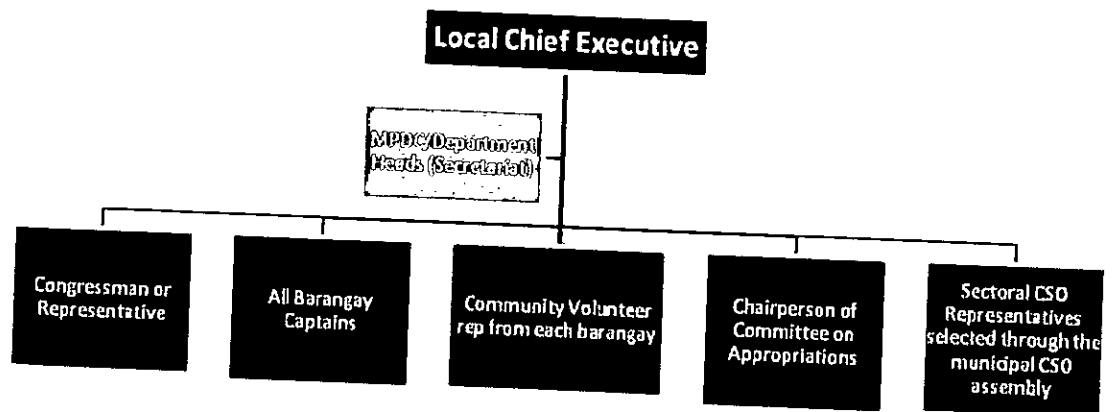 Local Chief Executive
MPDC/Department
Heads (Secretariat)
Congressman or
Representative
All Barangay
Captains
Community Volunteer
rep from each barangay
Chairperson of
Committee on
Appropriations
Sectoral CSO
Representatives
selected through the
municipal CSO
assembly